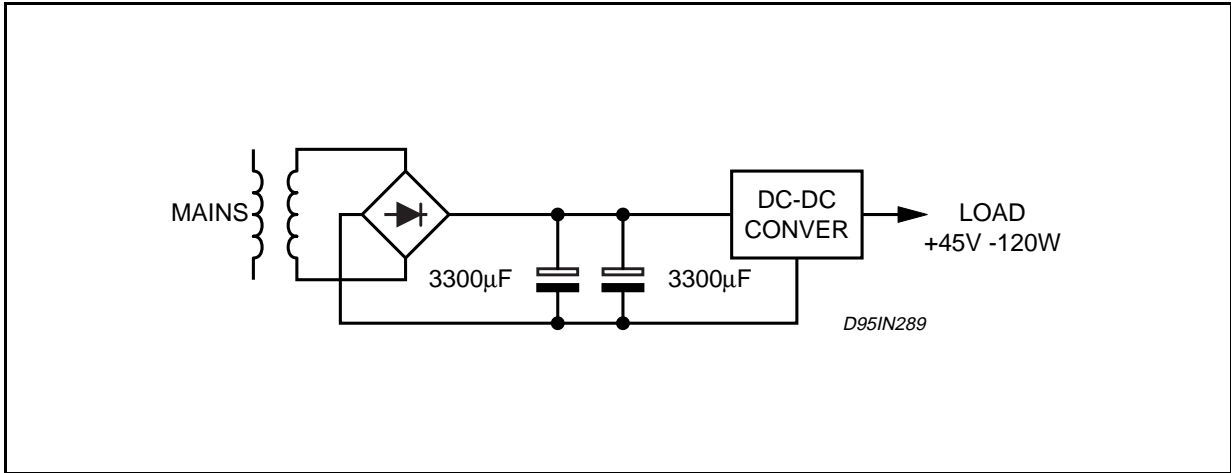 MAINS
3300μF
3300μF
DC-DC
CONVER
LOAD
+45V -120W
D95IN289